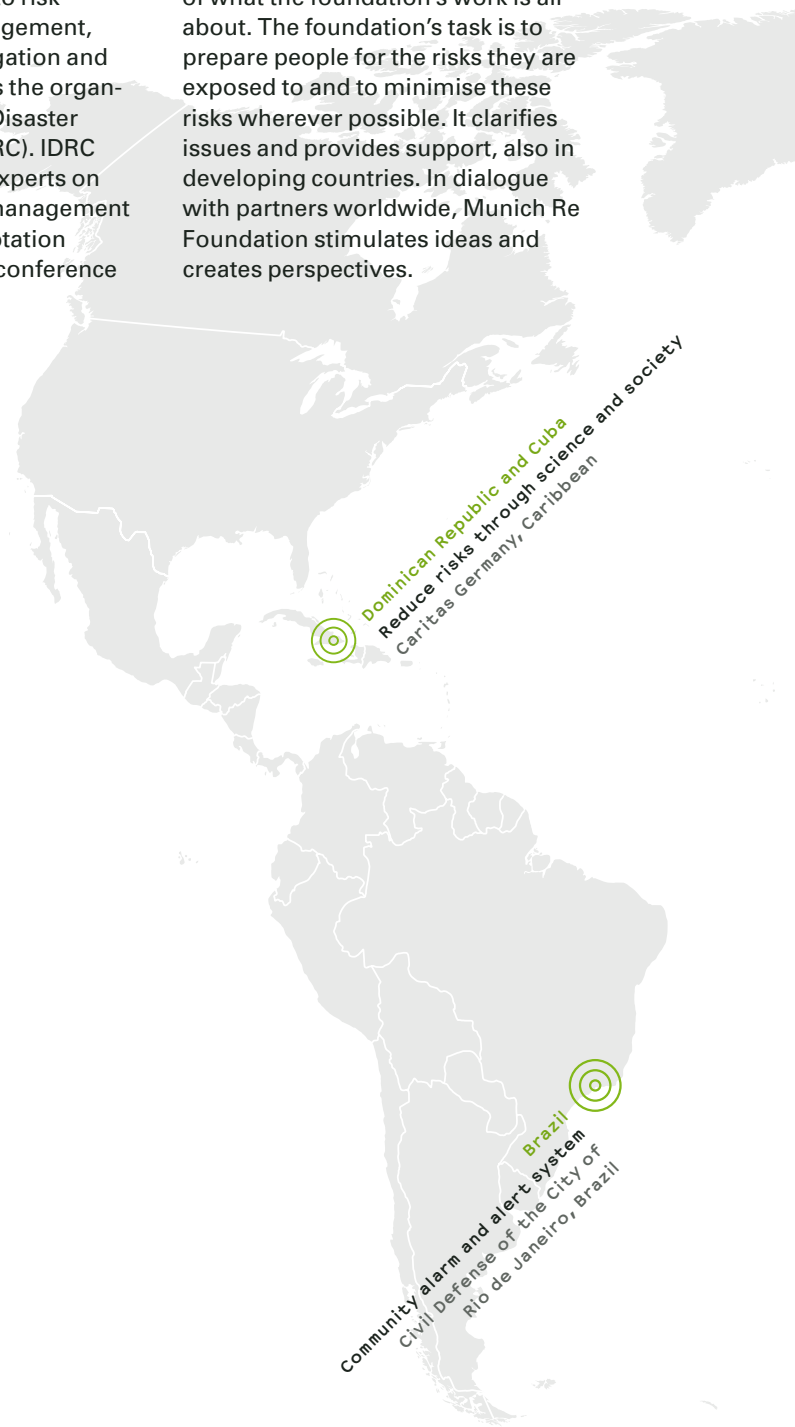 o risk
gement,
gation and
s the organ-
Disaster
RC). IDRC
xperts on
management
otation
conference
of what the foundation's work is all
about. The foundation's task is to
prepare people for the risks they are
exposed to and to minimise these
risks wherever possible. It clarifies
issues and provides support, also in
developing countries. In dialogue
with partners worldwide, Munich Re
Foundation stimulates ideas and
creates perspectives.
Dominican Republic and Cuba
Reduce risks through science and society
Caritas Germany, Caribbean
Brazil
Community alarm and alert system
Civil Defense of the City of
Rio de Janeiro, Brazil